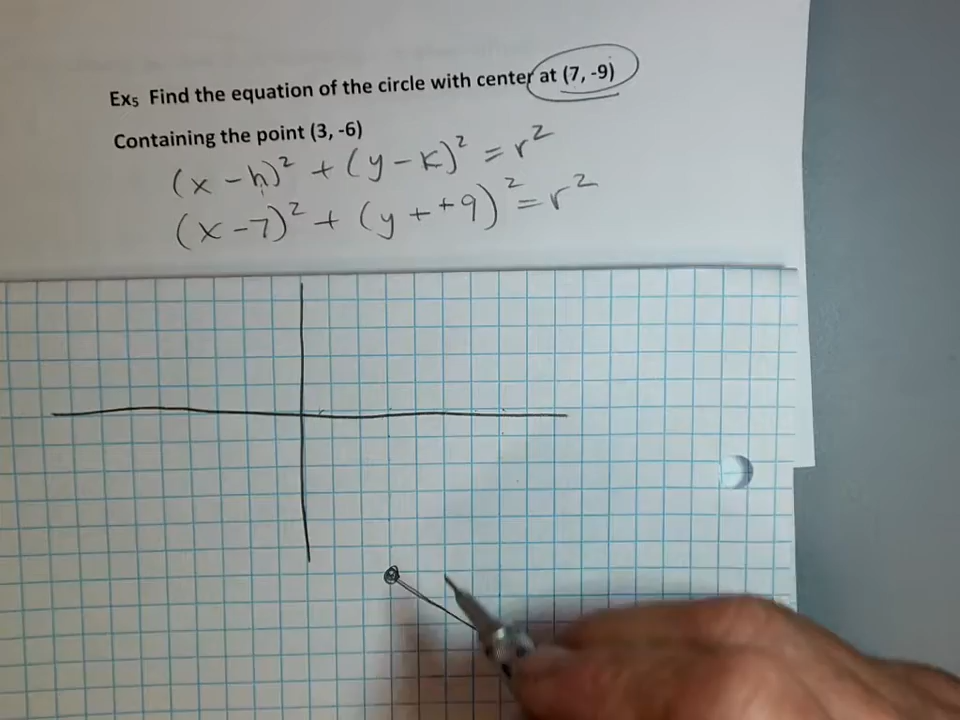 Ex₅ Find the equation of the circle with center at (7, -9)
Containing the point (3, -6)
(x - h)² + (y - k)² = r²
(x - 7)² + (y + +9)² = r²